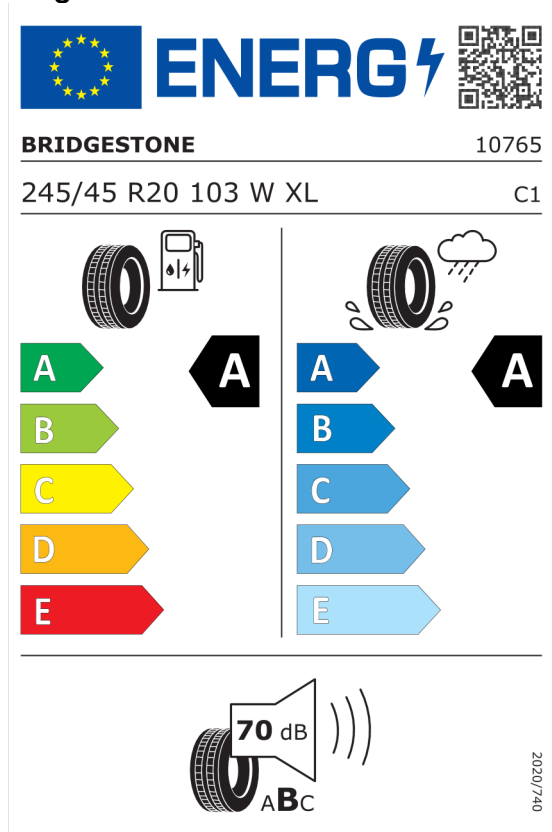 ENERG
BRIDGESTONE 10765
245/45 R20 103 W XL C1
A A A A
B B
C C
D D
E E
70 dB
ABC
2020/740